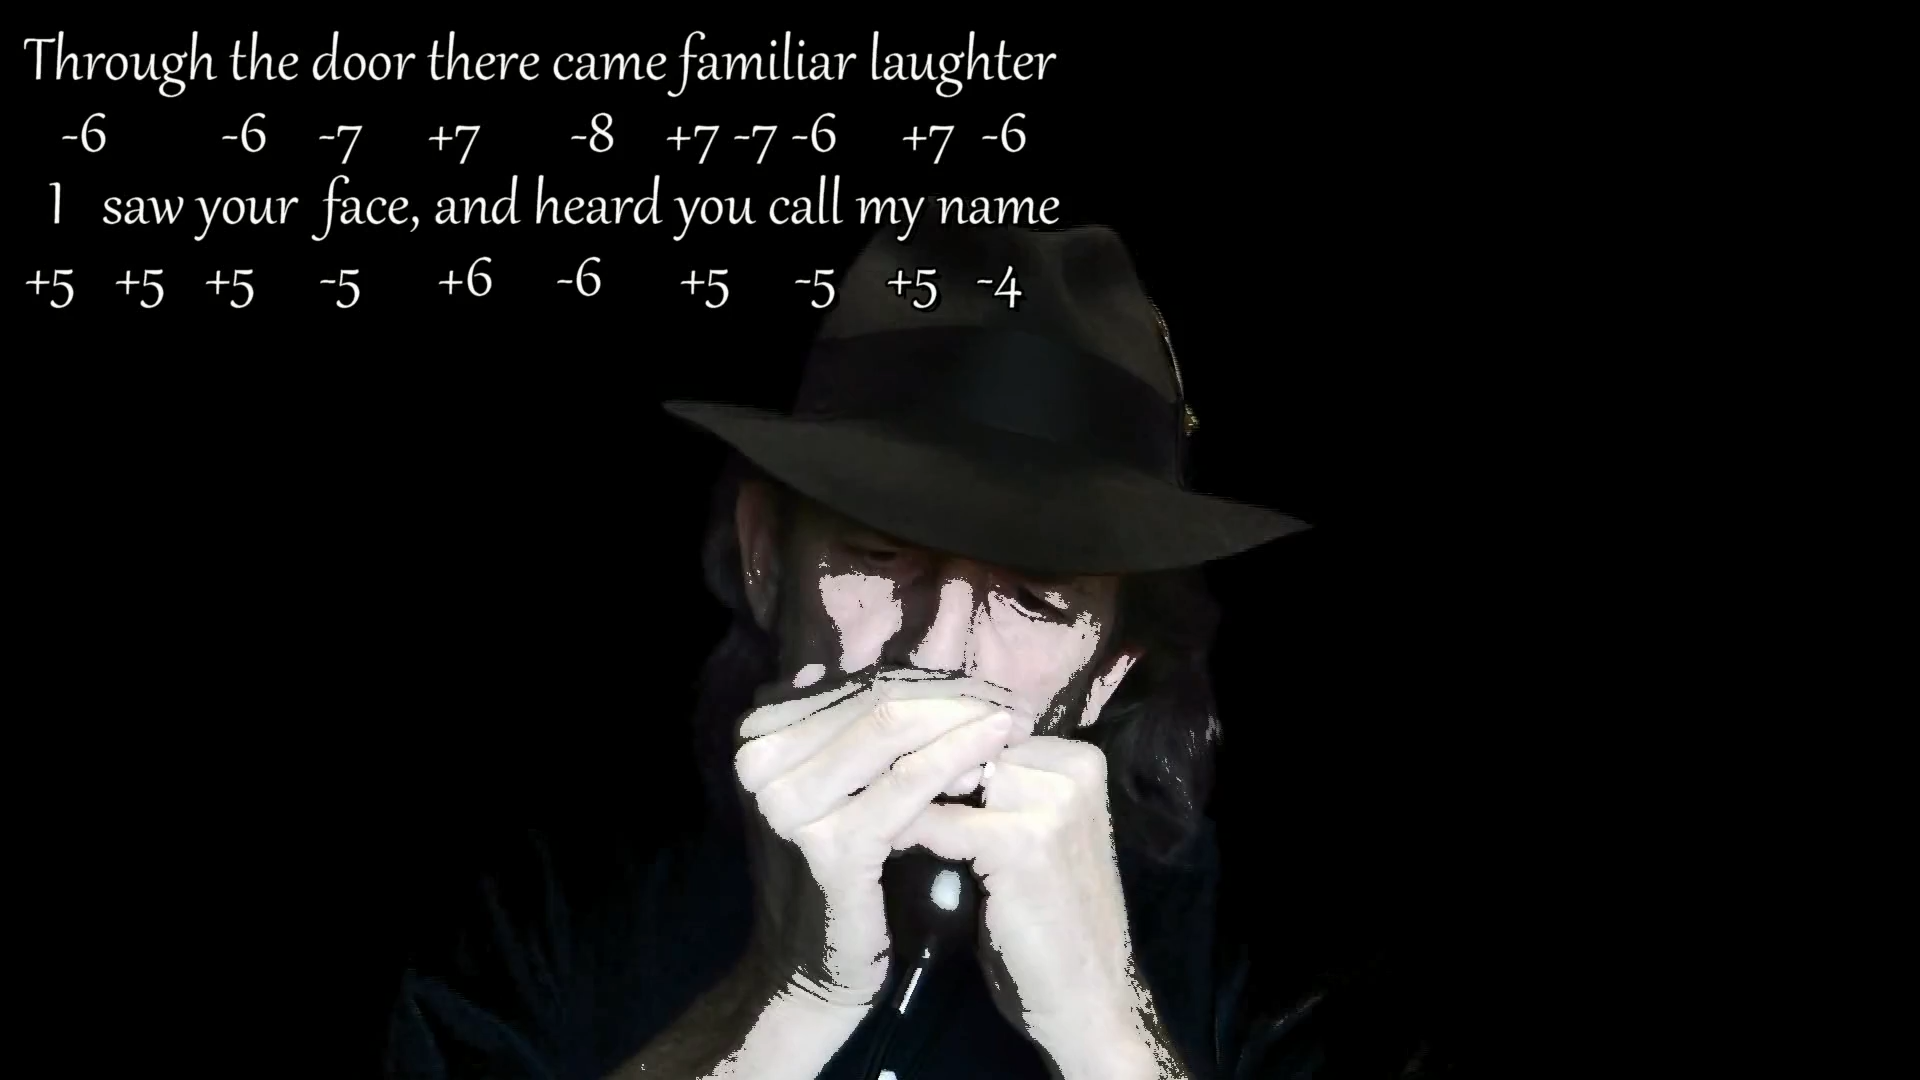 Through the door there came familiar laughter
-6 -6 -7 +7 -8 +7 -7 -6 +7 -6
I saw your face, and heard you call my name
+5 +5 +5 -5 +6 -6 +5 -5 +5 -4